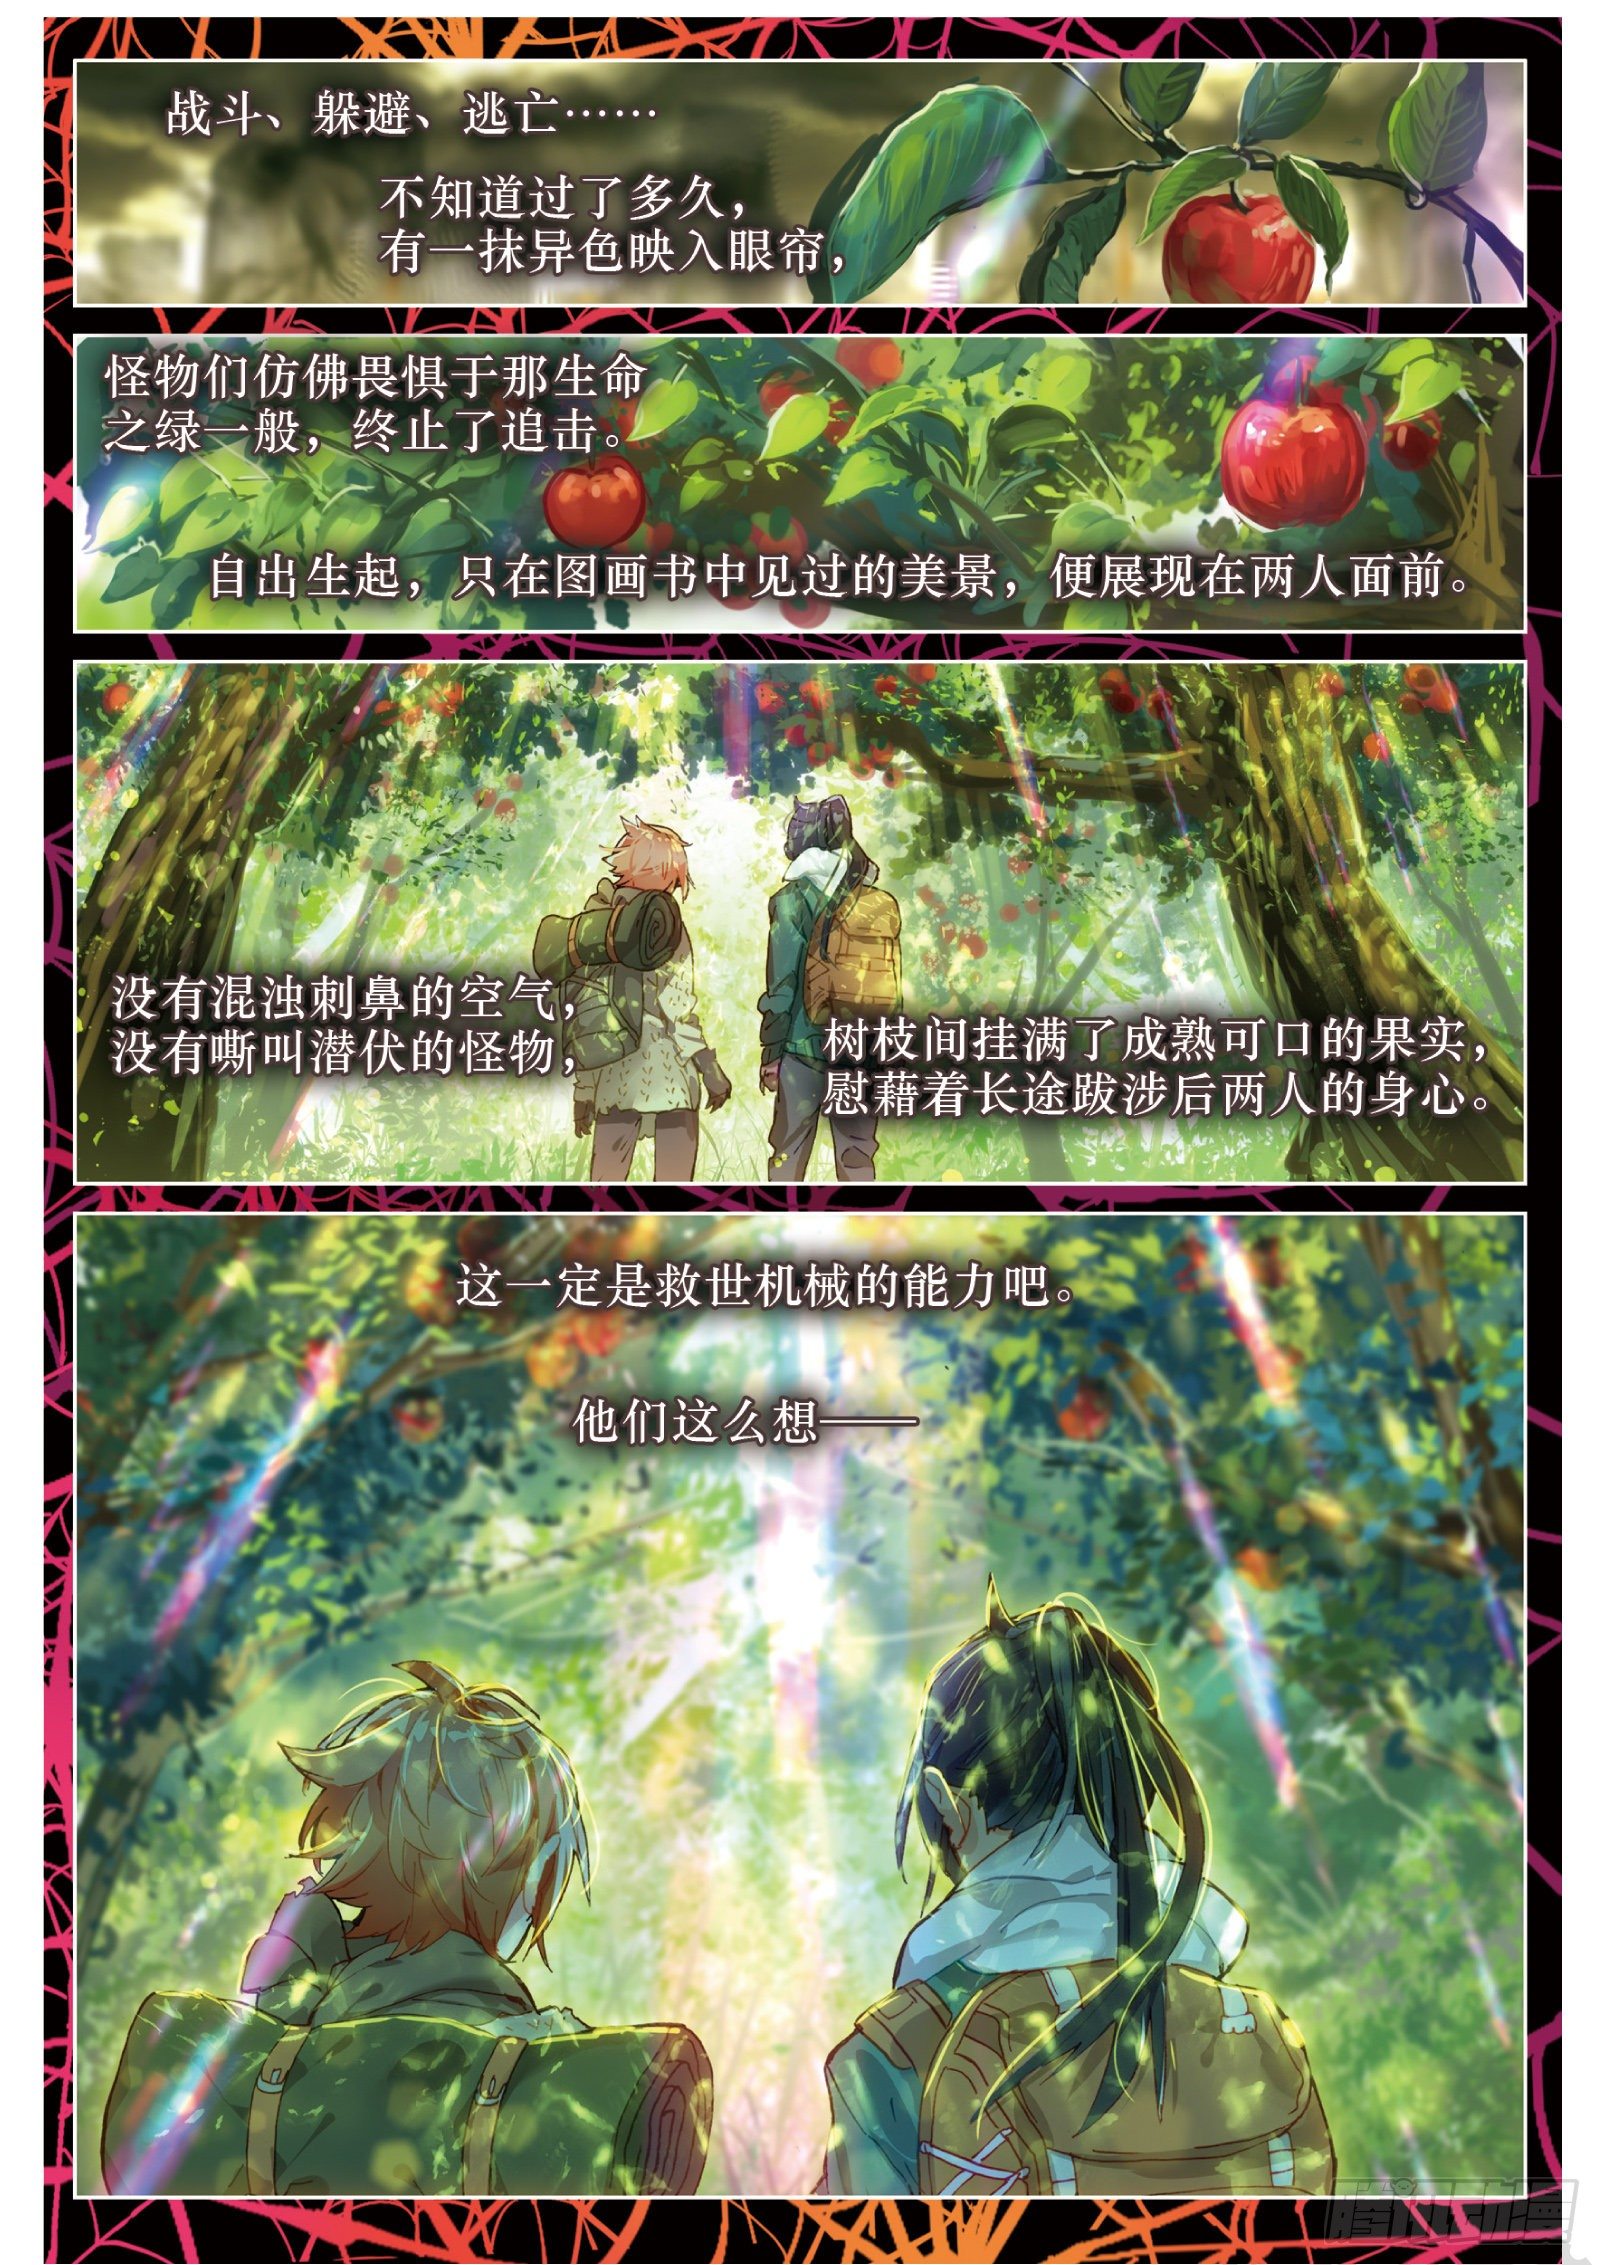 战斗、躲避、逃亡……
不知道过了多久，
有一抹异色映入眼帘，
怪物们仿佛畏惧于那生命
之绿一般，终止了追击。
自出生起，只在图画书中见过的美景，便展现在两人面前。
没有混浊刺鼻的空气，
没有嘶叫潜伏的怪物，
树枝间挂满了成熟可口的果实，
慰藉着长途跋涉后两人的身心。
这一定是救世机械的能力吧。
他们这么想——
腾讯动漫